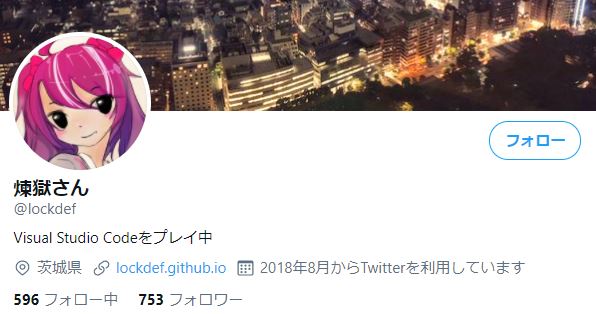 フォロー
煉獄さん
@lockdef
Visual Studio Codeをプレイ中
茨城県 lockdef.github.io 2018年8月からTwitterを利用しています
596 フォロー中 753 フォロワー